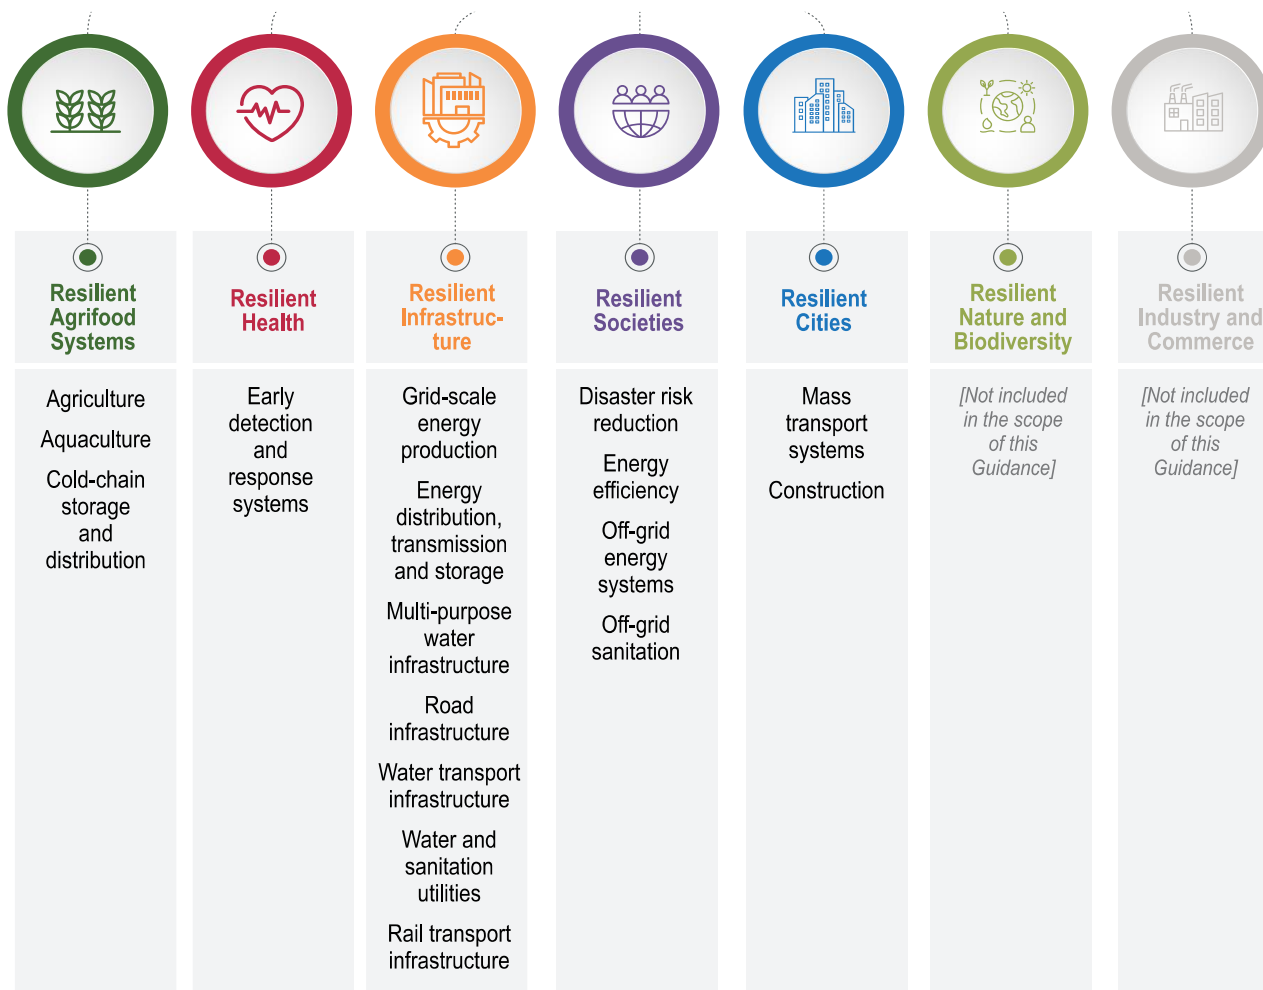 Resilient
Agrifood
Systems
Agriculture
Aquaculture
Cold-chain
storage
and
distribution
Resilient
Health
Early
detection
and
response
systems
Resilient
Infrastruc-
ture
Grid-scale
energy
production
Energy
distribution,
transmission
and storage
Multi-purpose
water
infrastructure
Road
infrastructure
Water transport
infrastructure
Water and
sanitation
utilities
Rail transport
infrastructure
Resilient
Societies
Disaster risk
reduction
Energy
efficiency
Off-grid
energy
systems
Off-grid
sanitation
Resilient
Cities
Mass
transport
systems
Construction
Resilient
Nature and
Biodiversity
[Not included
in the scope
of this
Guidance]
Resilient
Industry and
Commerce
[Not included
in the scope
of this
Guidance]